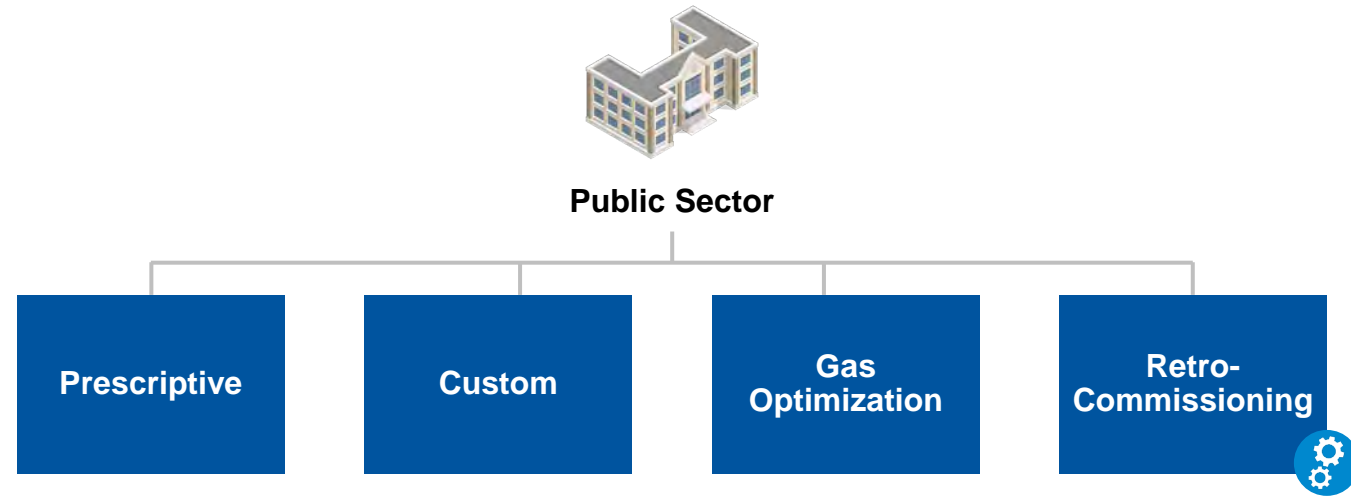 Public Sector
Prescriptive
Custom
Gas
Optimization
Retro-
Commissioning